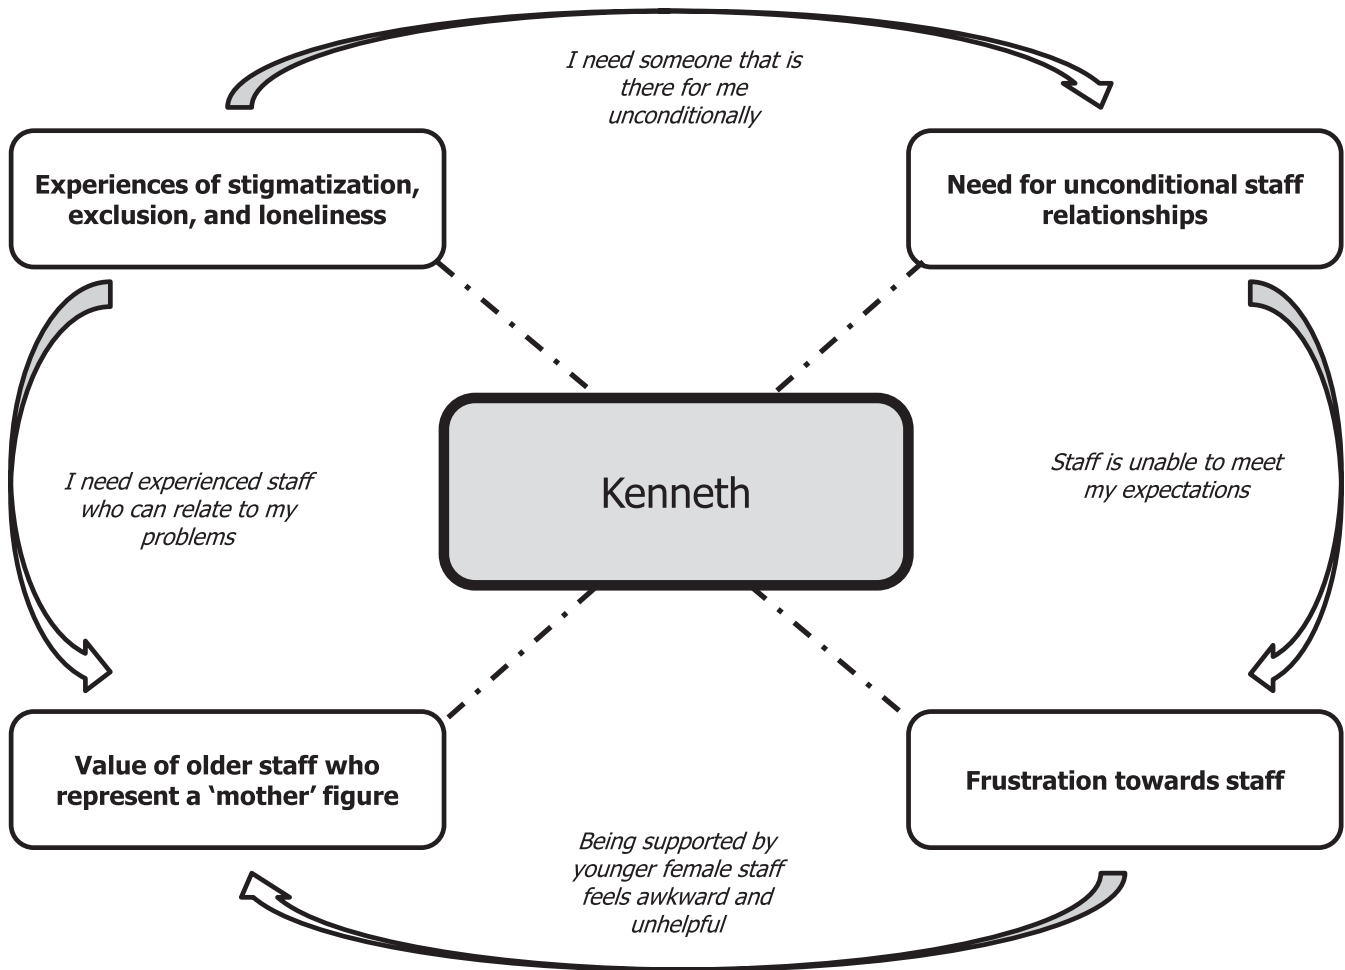 I need someone that is
there for me
unconditionally
Experiences of stigmatization,
exclusion, and loneliness
Need for unconditional staff
relationships
I need experienced staff
who can relate to my
problems
Kenneth
Staff is unable to meet
my expectations
Value of older staff who
represent a ‘mother’ figure
Frustration towards staff
Being supported by
younger female staff
feels awkward and
unhelpful